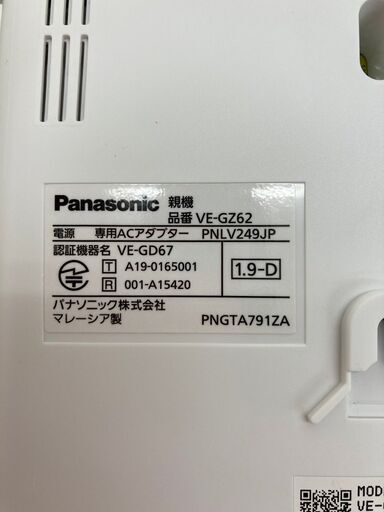 Panasonic 親機
品番 VE-GZ62
電源 専用ACアダプター PNLV249JP
認証機器名 VE-GD67
T A19-0165001
R 001-A15420
1.9-D
パナソニック株式会社
マレーシア製 PNGTA791ZA